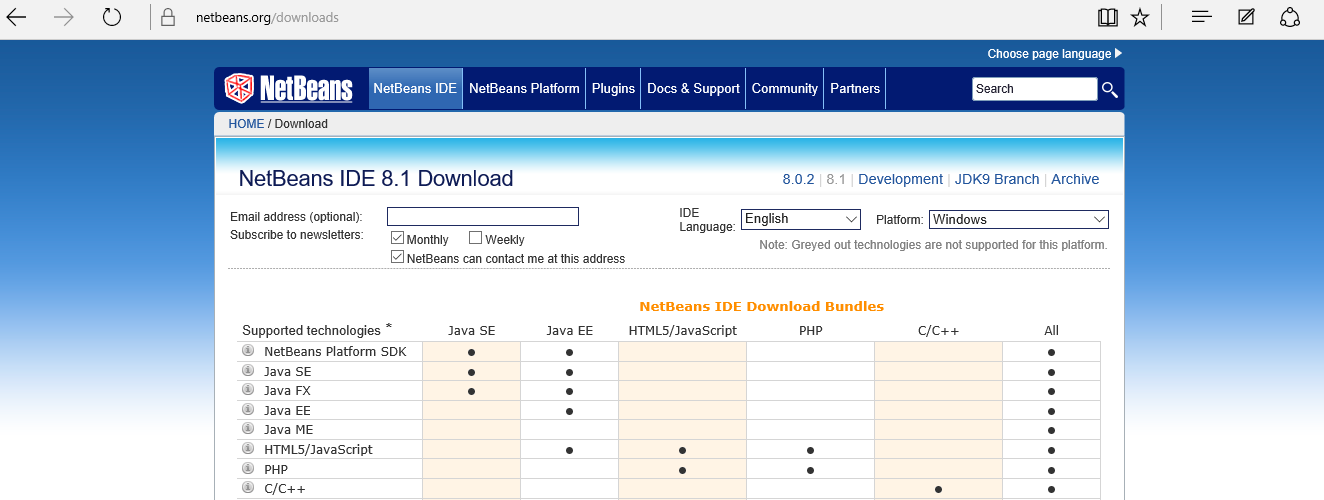 netbeans.org/downloads
Choose page language
NetBeans
NetBeans IDE NetBeans Platform Plugins Docs & Support Community Partners Search
HOME / Download
NetBeans IDE 8.1 Download
8.0.2 | 8.1 | Development | JDK9 Branch | Archive
Email address (optional):
Subscribe to newsletters:
Monthly Weekly
NetBeans can contact me at this address
IDE
Language: English
Platform: Windows
Note: Greyed out technologies are not supported for this platform.
NetBeans IDE Download Bundles
Supported technologies * Java SE Java EE HTML5/JavaScript PHP C/C++ All
NetBeans Platform SDK
Java SE
Java FX
Java EE
Java ME
HTML5/JavaScript
PHP
C/C++